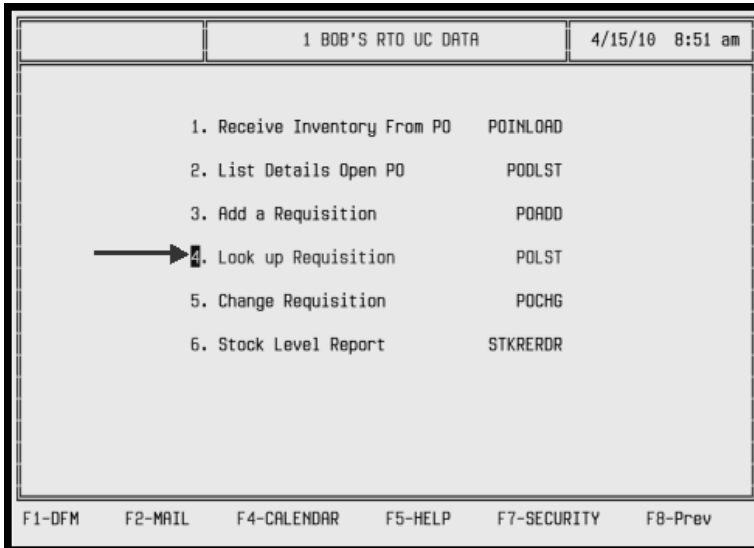 1 BOB'S RTO UC DATA 4/15/10 8:51 am
1. Receive Inventory From PO POINLOAD
2. List Details Open PO PODLST
3. Add a Requisition POADD
4. Look up Requisition POLST
5. Change Requisition POCHG
6. Stock Level Report STKRERDR
F1-DFM F2-MAIL F4-CALENDAR F5-HELP F7-SECURITY F8-Prev